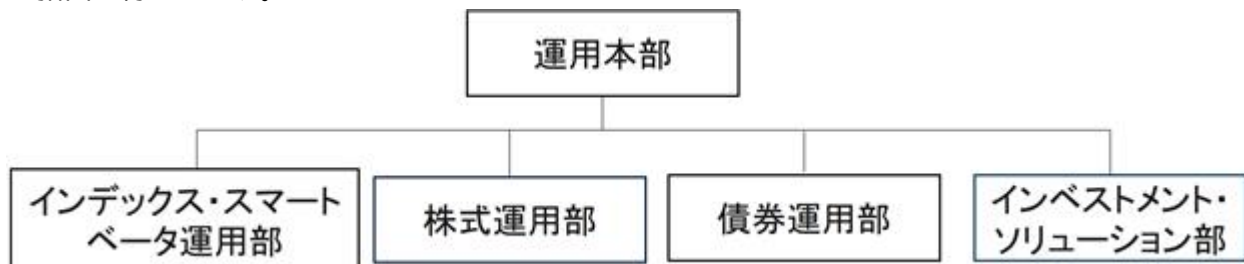 運用本部
インデックス・スマート
ベータ運用部
株式運用部
債券運用部
インベストメント・
ソリューション部